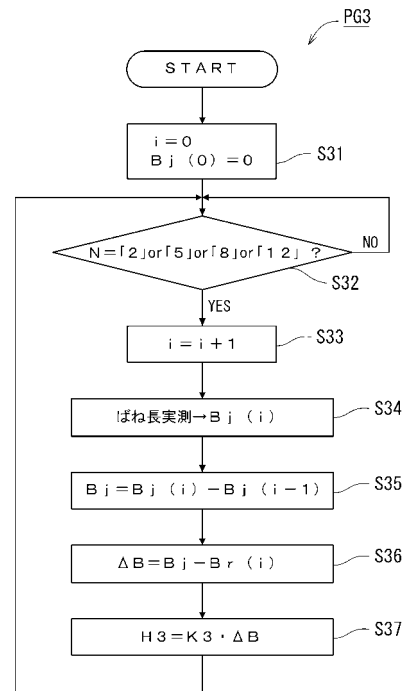 PG3
START
i=0
Bj(0)=0
S31
N=「2」or「5」or「8」or「12」?
NO
S32
YES
i=i+1
S33
ばね長実測→Bj(i)
S34
Bj=Bj(i)-Bj(i-1)
S35
ΔB=Bj-Br(i)
S36
H3=K3・ΔB
S37